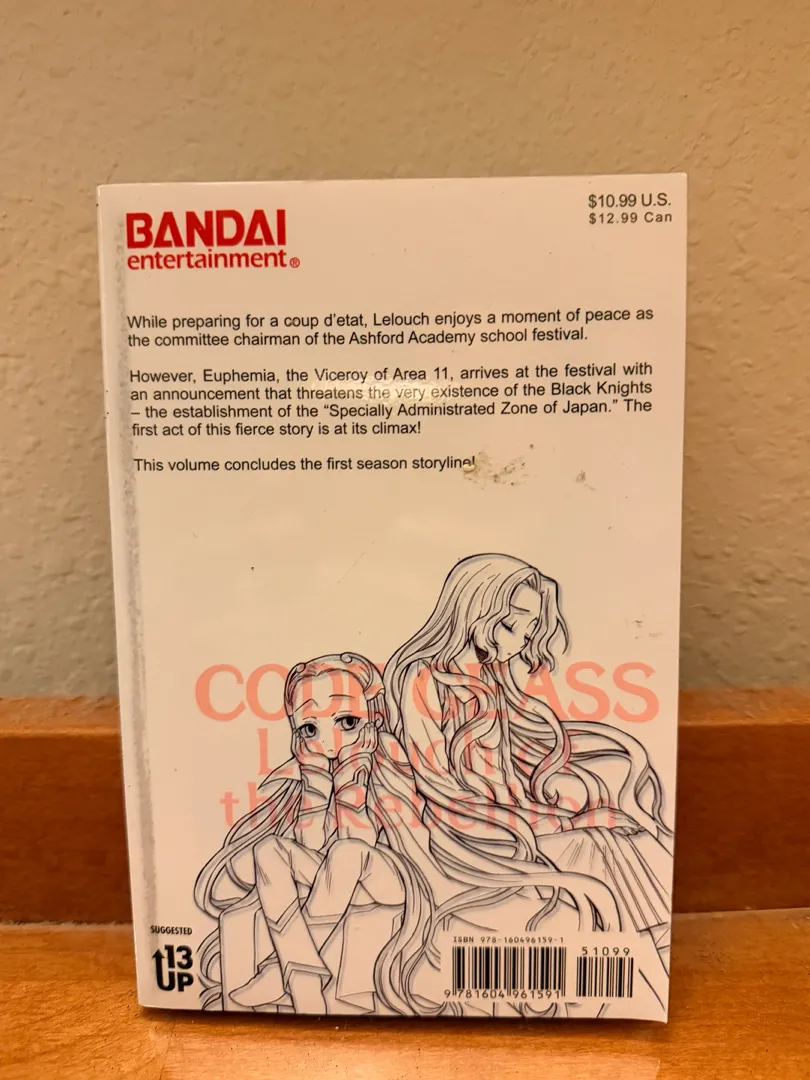 BANDAI
entertainment®
$10.99 U.S.
$12.99 Can
While preparing for a coup d'etat, Lelouch enjoys a moment of peace as
the committee chairman of the Ashford Academy school festival.
However, Euphemia, the Viceroy of Area 11, arrives at the festival with
an announcement that threatens the very existence of the Black Knights
– the establishment of the “Specially Administrated Zone of Japan.” The
first act of this fierce story is at its climax!
This volume concludes the first season storyline!
CODE GEASS
Lelouch of
the Rebellion
SUGGESTED
13
UP
ISBN 978-160496159-1
51099
9 781604 961591